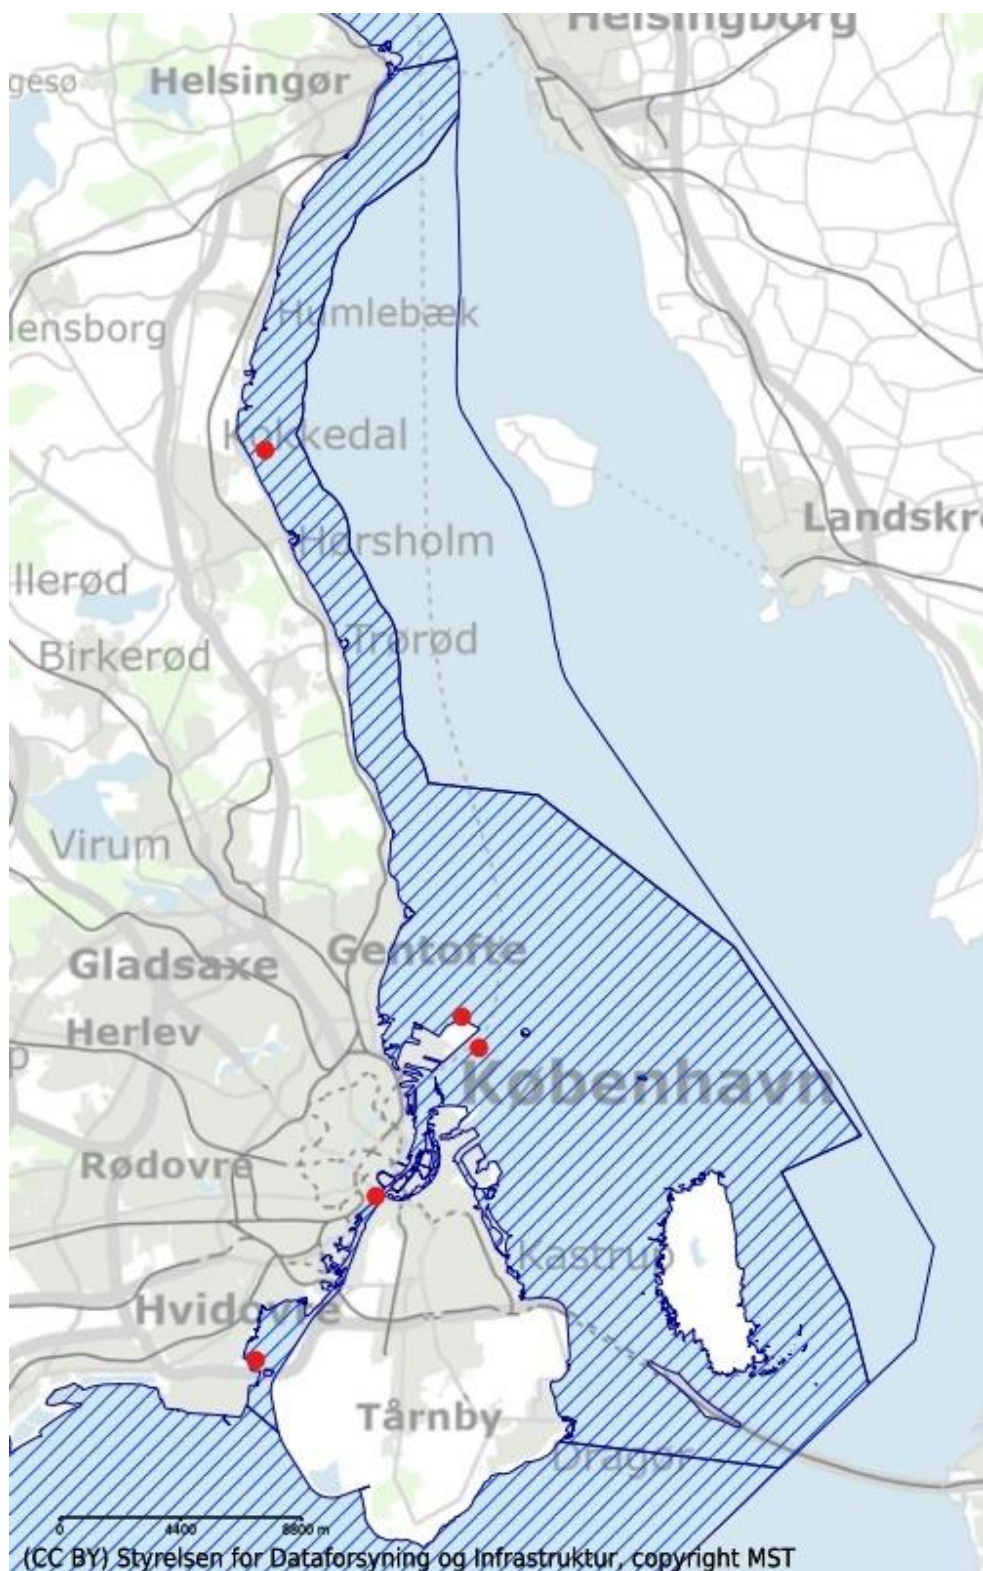 Helsingborg
gesø
Helsingør
Humlebæk
lensborg
Kokkedal
Landskr
Hørsholm
llerød
Trørød
Birkerød
Virum
Gentofte
Gladsaxe
Herlev
København
Rødovre
Kastrup
Hvidovre
Tårnby
Dragør
0 4400 8800 m
(CC BY) Styrelsen for Dataforsyning og Infrastruktur, copyright MST